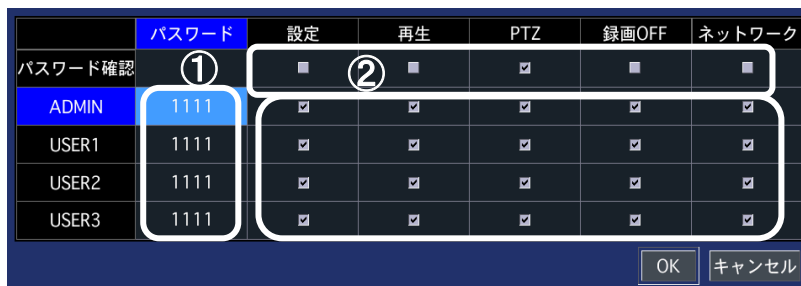 パスワード 設定 再生 PTZ 録画OFF ネットワーク
パスワード確認 ① ②
ADMIN 1111
USER1 1111
USER2 1111
USER3 1111
OK キャンセル